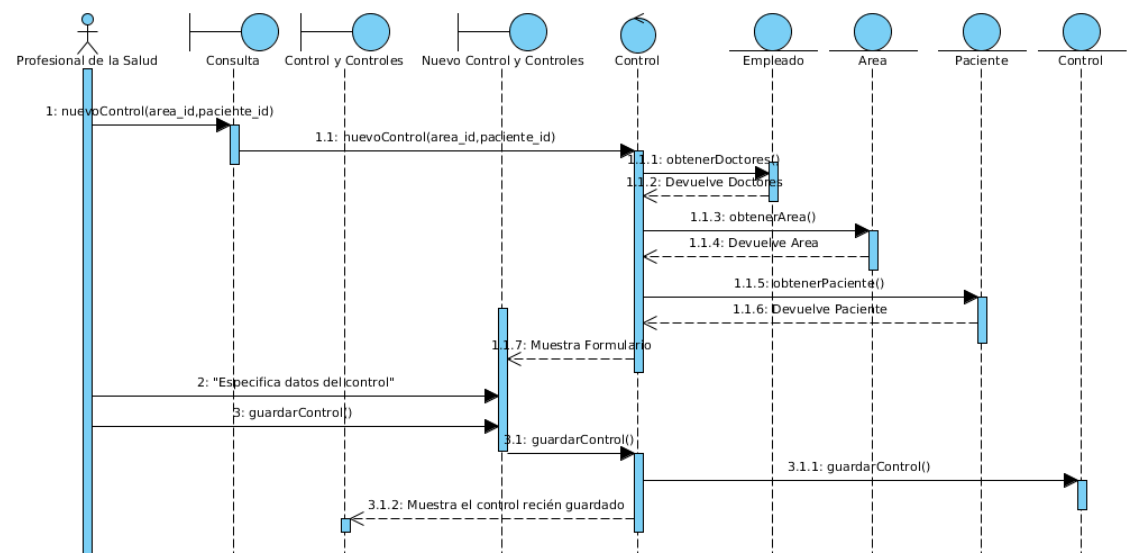 Profesional de la Salud
Consulta
Control y Controles
Nuevo Control y Controles
Control
Empleado
Area
Paciente
Control
1: nuevoControl(area_id,paciente_id)
1.1: nuevoControl(area_id,paciente_id)
1.1.1: obtenerDoctores()
1.1.2: Devuelve Doctores
1.1.3: obtenerArea()
1.1.4: Devuelve Area
1.1.5: obtenerPaciente()
1.1.6: Devuelve Paciente
1.1.7: Muestra Formulario
2: "Especifica datos del control"
3: guardarControl()
3.1: guardarControl()
3.1.1: guardarControl()
3.1.2: Muestra el control recién guardado